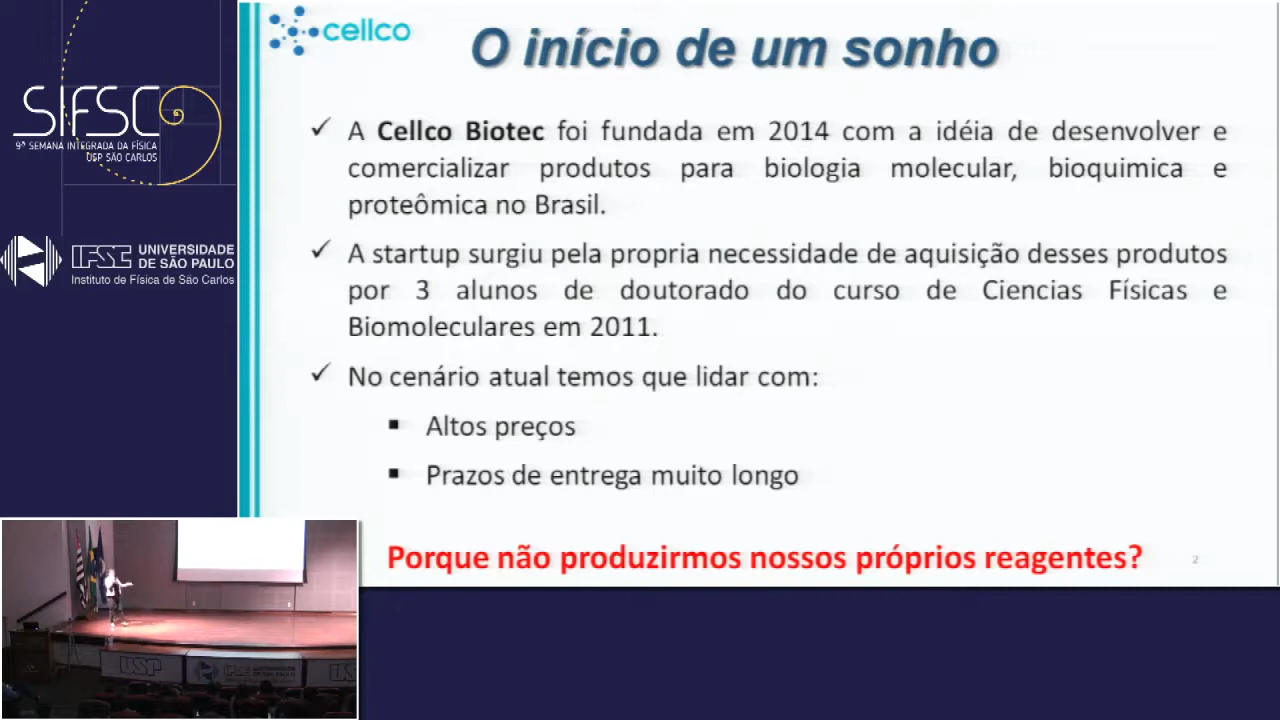 cellco
O início de um sonho
SIFSC
9ª SEMANA INTEGRADA DA FÍSICA
USP SÃO CARLOS
IFSC UNIVERSIDADE
DE SÃO PAULO
Instituto de Física de São Carlos
✓ A Cellco Biotec foi fundada em 2014 com a idéia de desenvolver e
comercializar produtos para biologia molecular, bioquimica e
proteômica no Brasil.
✓ A startup surgiu pela propria necessidade de aquisição desses produtos
por 3 alunos de doutorado do curso de Ciencias Físicas e
Biomoleculares em 2011.
✓ No cenário atual temos que lidar com:
▪ Altos preços
▪ Prazos de entrega muito longo
Porque não produzirmos nossos próprios reagentes?
2
USP